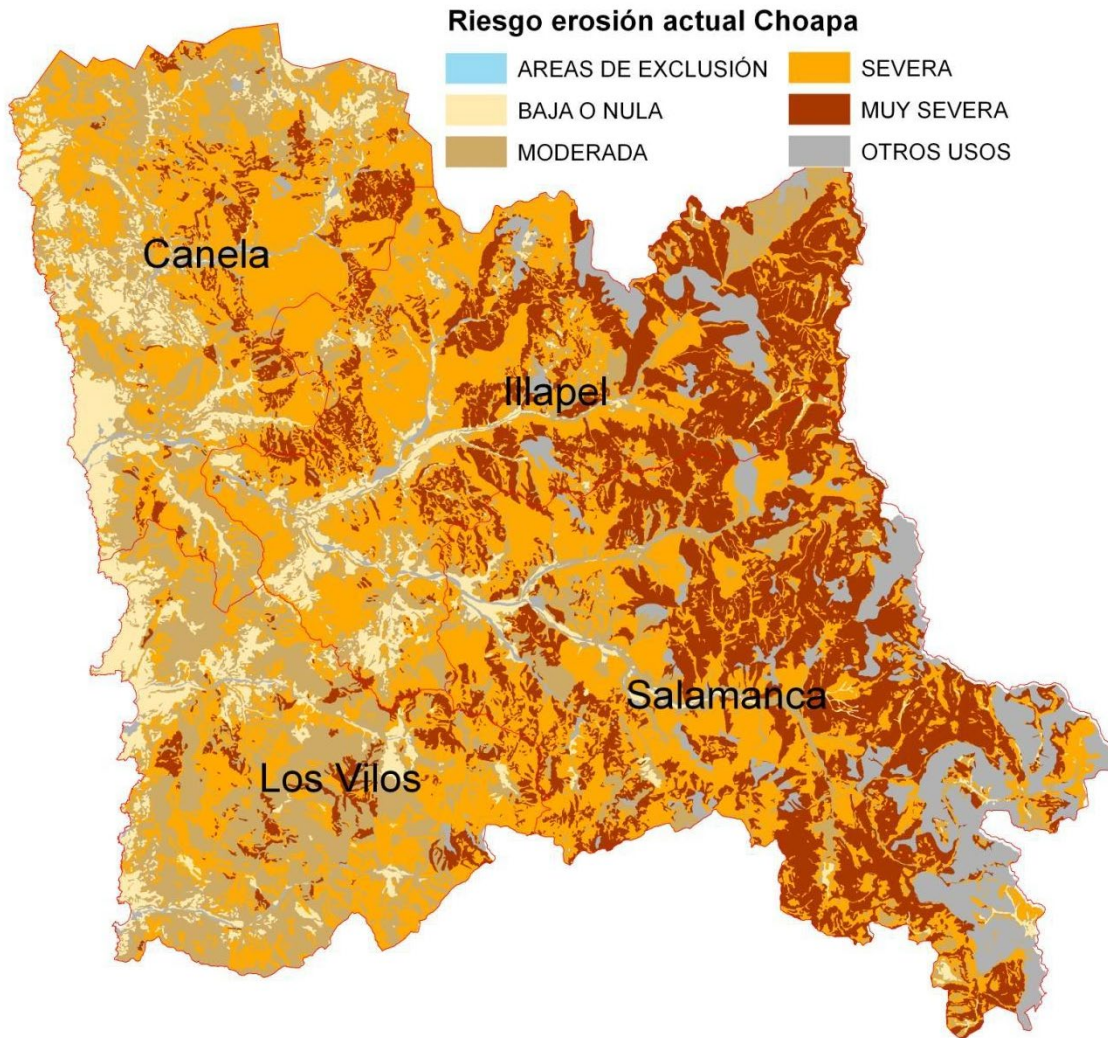 Riesgo erosión actual Choapa
AREAS DE EXCLUSIÓN
SEVERA
BAJA O NULA
MUY SEVERA
MODERADA
OTROS USOS
Canela
Illapel
Salamanca
Los Vilos